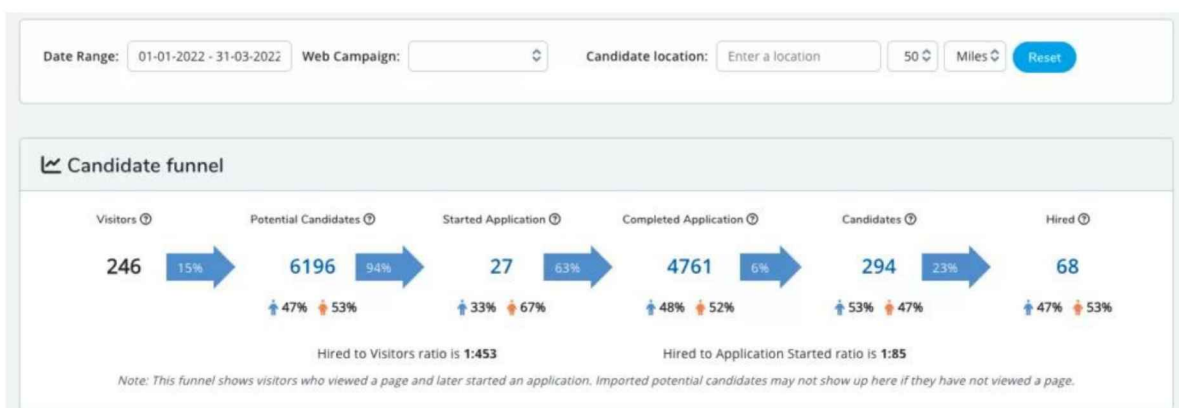 Date Range: 01-01-2022 - 31-03-2022 Web Campaign: Candidate location: Enter a location 50 Miles Reset
Candidate funnel
Visitors Potential Candidates Started Application Completed Application Candidates Hired
246 15% 6196 94% 27 63% 4761 6% 294 23% 68
47% 53% 33% 67% 48% 52% 53% 47% 47% 53%
Hired to Visitors ratio is 1:453 Hired to Application Started ratio is 1:85
Note: This funnel shows visitors who viewed a page and later started an application. Imported potential candidates may not show up here if they have not viewed a page.